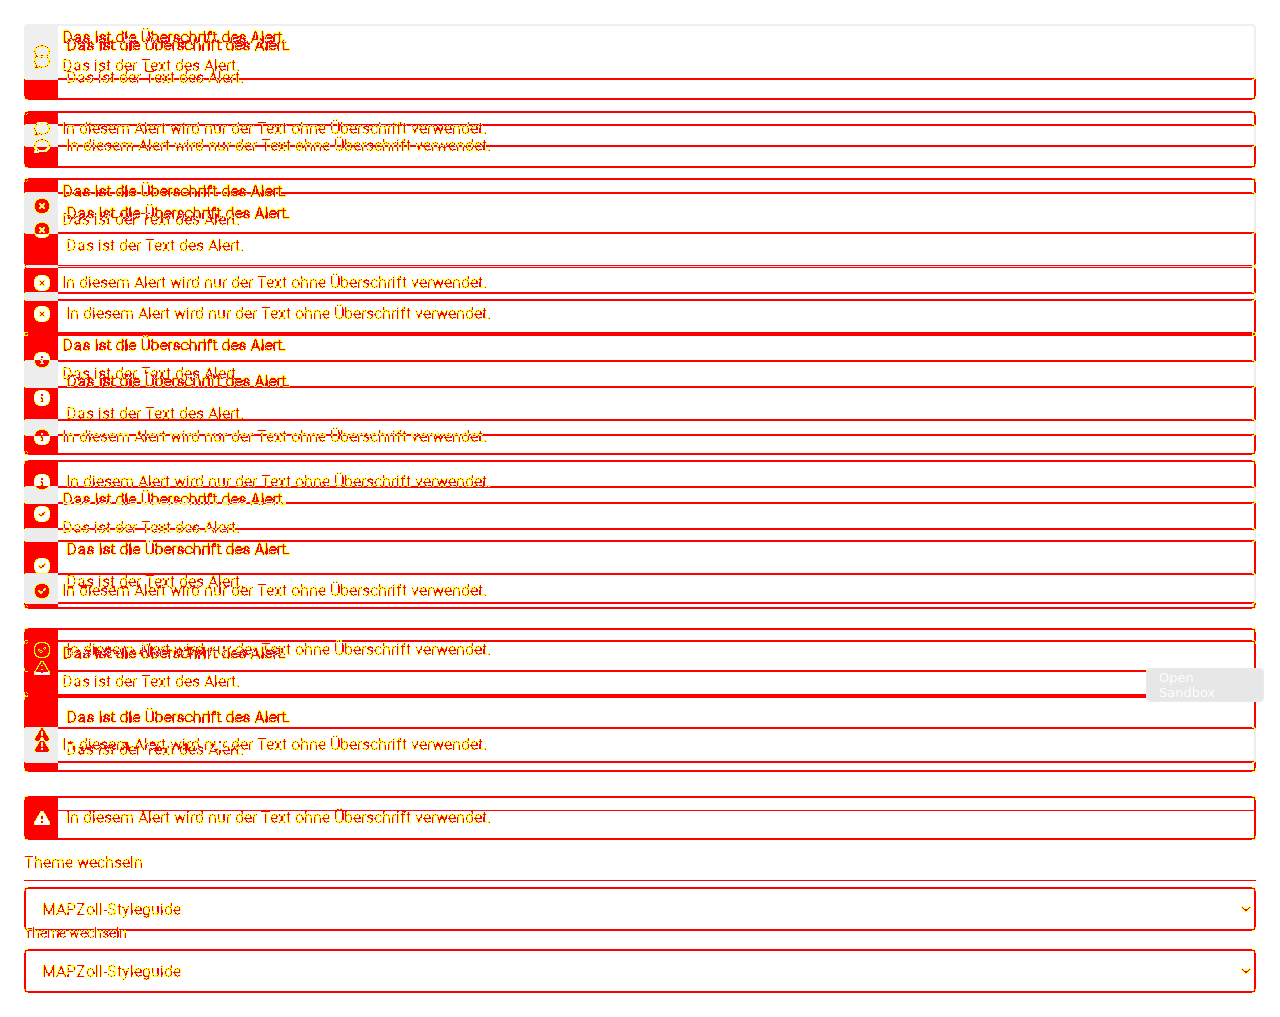 Das ist die Überschrift des Alert.
Das ist die Überschrift des Alert.
Das ist der Text des Alert.
Das ist der Text des Alert.
In diesem Alert wird nur der Text ohne Überschrift verwendet.
In diesem Alert wird nur der Text ohne Überschrift verwendet.
Das ist die Überschrift des Alert.
Das ist die Überschrift des Alert.
Das ist der Text des Alert.
Das ist der Text des Alert.
In diesem Alert wird nur der Text ohne Überschrift verwendet.
In diesem Alert wird nur der Text ohne Überschrift verwendet.
Das ist die Überschrift des Alert.
Das ist der Text des Alert.
Das ist die Überschrift des Alert.
Das ist der Text des Alert.
In diesem Alert wird nur der Text ohne Überschrift verwendet.
In diesem Alert wird nur der Text ohne Überschrift verwendet.
Das ist die Überschrift des Alert.
Das ist der Text des Alert.
Das ist die Überschrift des Alert.
Das ist der Text des Alert.
In diesem Alert wird nur der Text ohne Überschrift verwendet.
In diesem Alert wird nur der Text ohne Überschrift verwendet.
Das ist die Überschrift des Alert.
Das ist der Text des Alert.
Open
Sandbox
Das ist die Überschrift des Alert.
In diesem Alert wird nur der Text ohne Überschrift verwendet.
Das ist der Text des Alert.
In diesem Alert wird nur der Text ohne Überschrift verwendet.
Theme wechseln
MAPZoll-Styleguide
Theme wechseln
MAPZoll-Styleguide